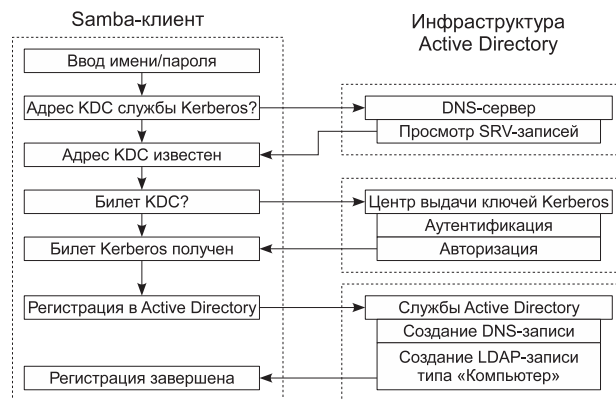 Samba-клиент
Инфраструктура
Active Directory
Ввод имени/пароля
Адрес KDC службы Kerberos?
DNS-сервер
Просмотр SRV-записей
Адрес KDC известен
Билет KDC?
Центр выдачи ключей Kerberos
Аутентификация
Билет Kerberos получен
Авторизация
Регистрация в Active Directory
Службы Active Directory
Создание DNS-записи
Создание LDAP-записи
типа «Компьютер»
Регистрация завершена